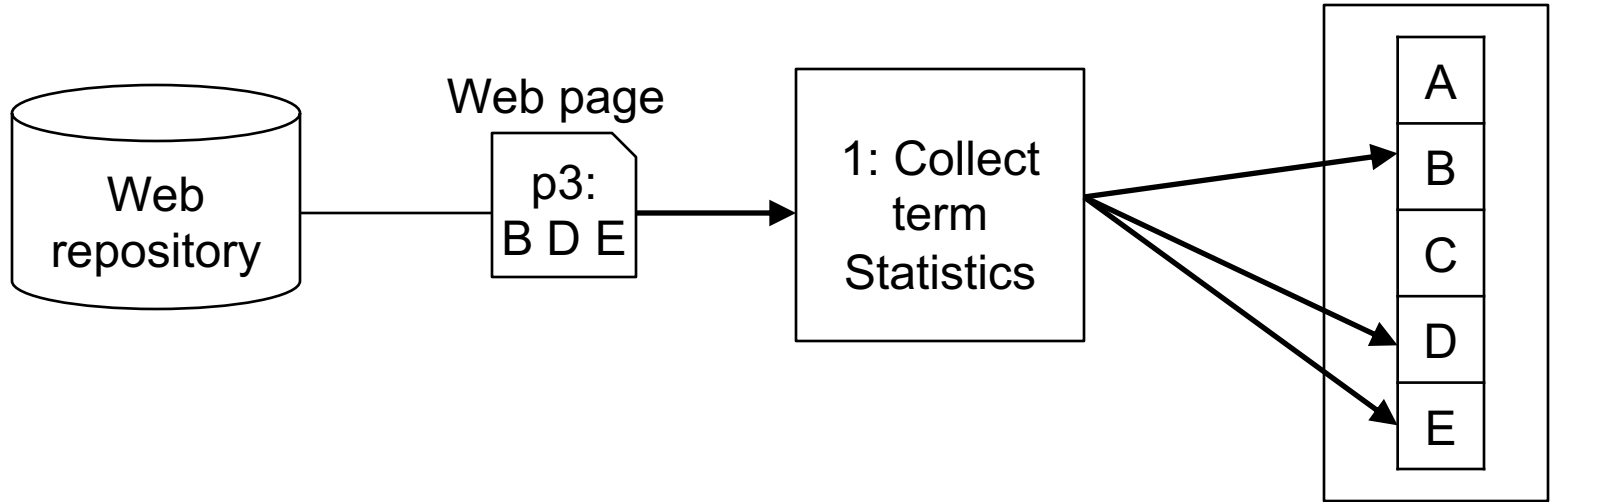 Web
repository
Web page
p3:
B D E
1: Collect
term
Statistics
A
B
C
D
E